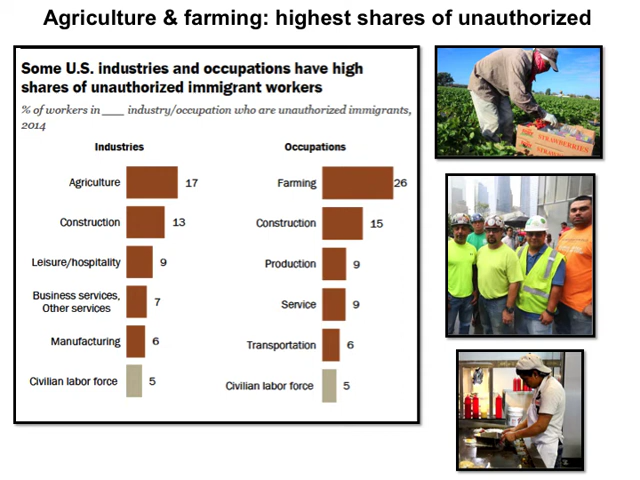 Agriculture & farming: highest shares of unauthorized
Some U.S. industries and occupations have high
shares of unauthorized immigrant workers
% of workers in ___ industry/occupation who are unauthorized immigrants,
2014
Industries
Agriculture 17
Construction 13
Leisure/hospitality 9
Business services,
Other services 7
Manufacturing 6
Civilian labor force 5
Occupations
Farming 26
Construction 15
Production 9
Service 9
Transportation 6
Civilian labor force 5
STRAWBERRIES